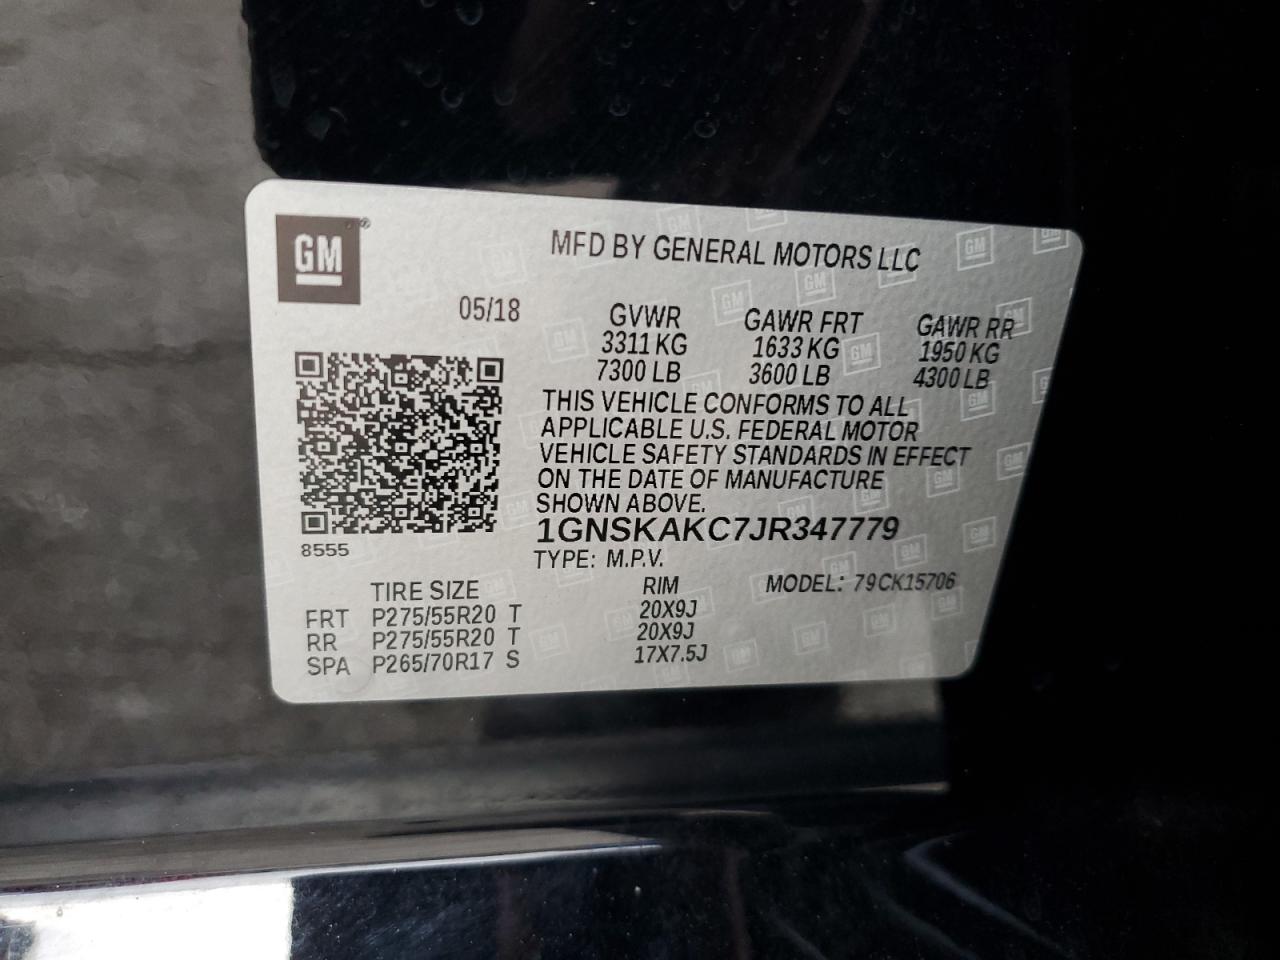 GM
MFD BY GENERAL MOTORS LLC
05/18
GVWR GAWR FRT GAWR RR
3311 KG 1633 KG 1950 KG
7300 LB 3600 LB 4300 LB
THIS VEHICLE CONFORMS TO ALL
APPLICABLE U.S. FEDERAL MOTOR
VEHICLE SAFETY STANDARDS IN EFFECT
ON THE DATE OF MANUFACTURE
SHOWN ABOVE.
1GNSKAKC7JR347779
8555
TYPE: M.P.V.
TIRE SIZE RIM MODEL: 79CK15706
FRT P275/55R20 T 20X9J
RR P275/55R20 T 20X9J
SPA P265/70R17 S 17X7.5J